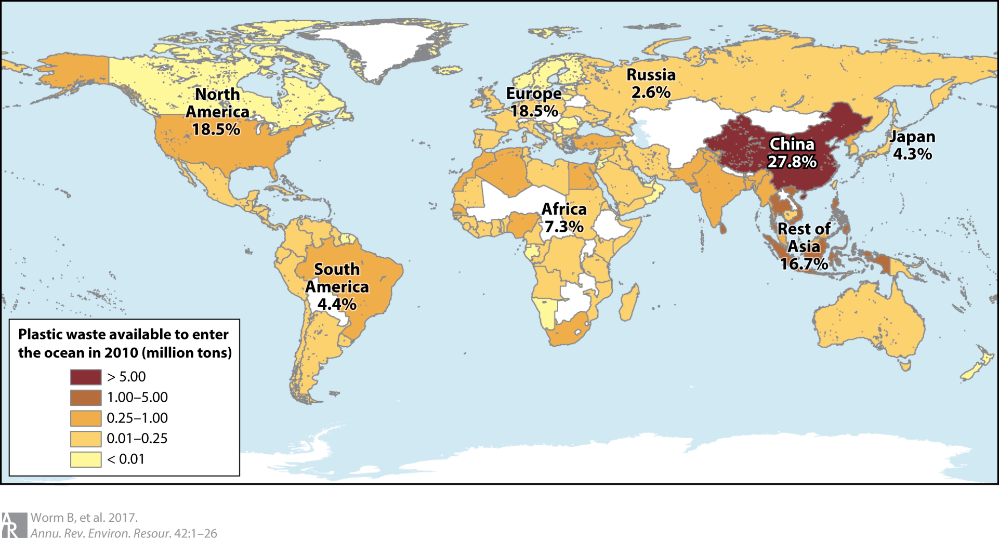 North
America
18.5%
Europe
18.5%
Russia
2.6%
China
27.8%
Japan
4.3%
Africa
7.3%
Rest of
Asia
16.7%
South
America
4.4%
Plastic waste available to enter
the ocean in 2010 (million tons)
> 5.00
1.00–5.00
0.25–1.00
0.01–0.25
< 0.01
AR
Worm B, et al. 2017.
Annu. Rev. Environ. Resour. 42:1–26